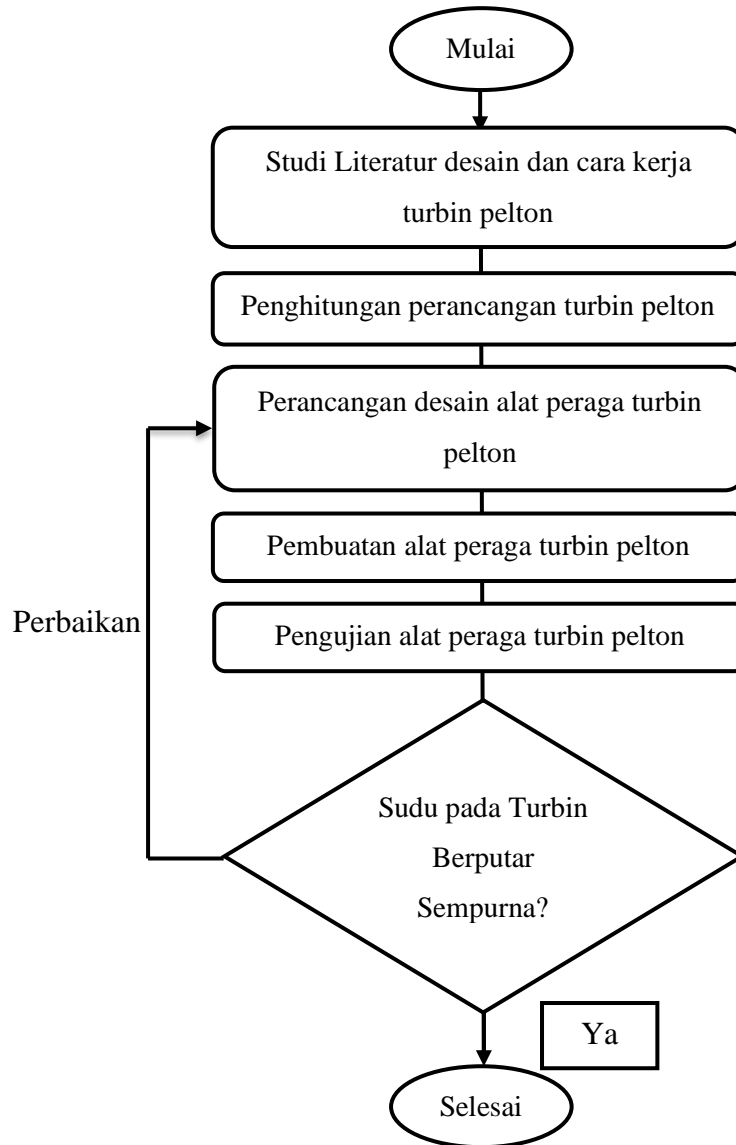 Mulai
Studi Literatur desain dan cara kerja
turbin pelton
Penghitungan perancangan turbin pelton
Perancangan desain alat peraga turbin
pelton
Pembuatan alat peraga turbin pelton
Perbaikan
Pengujian alat peraga turbin pelton
Sudu pada Turbin
Berputar
Sempurna?
Ya
Selesai